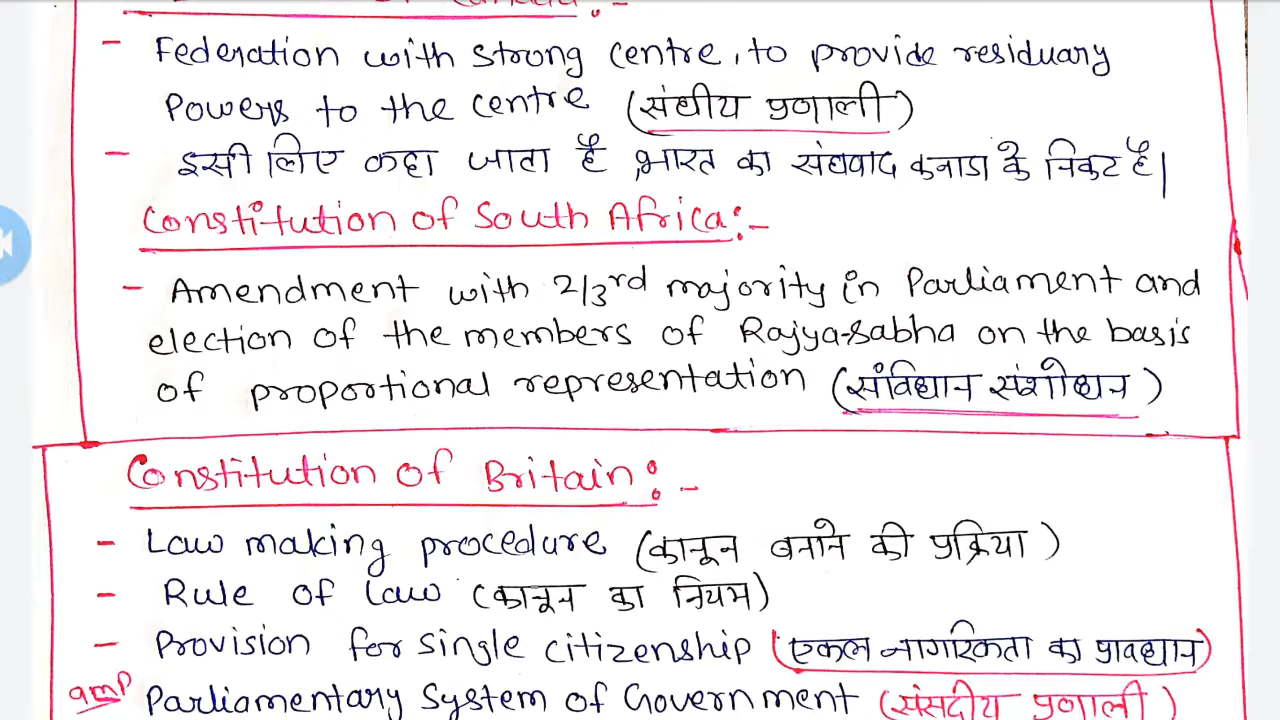 - Federation with strong centre, to provide residuary
Powers to the centre (संघीय प्रणाली)
- इसी लिए कहा जाता है, भारत का संघवाद कनाडा के निकट है।
Constitution of South Africa:-
- Amendment with 2/3rd majority in Parliament and
election of the members of Rajya-sabha on the basis
of proportional representation (संविधान संशोधन)
Constitution of Britain:-
- Law making procedure (कानून बनाने की प्रक्रिया)
- Rule of law (कानून का नियम)
- Provision for single citizenship (एकल नागरिकता का प्रावधान)
amp Parliamentary System of Government (संसदीय प्रणाली)